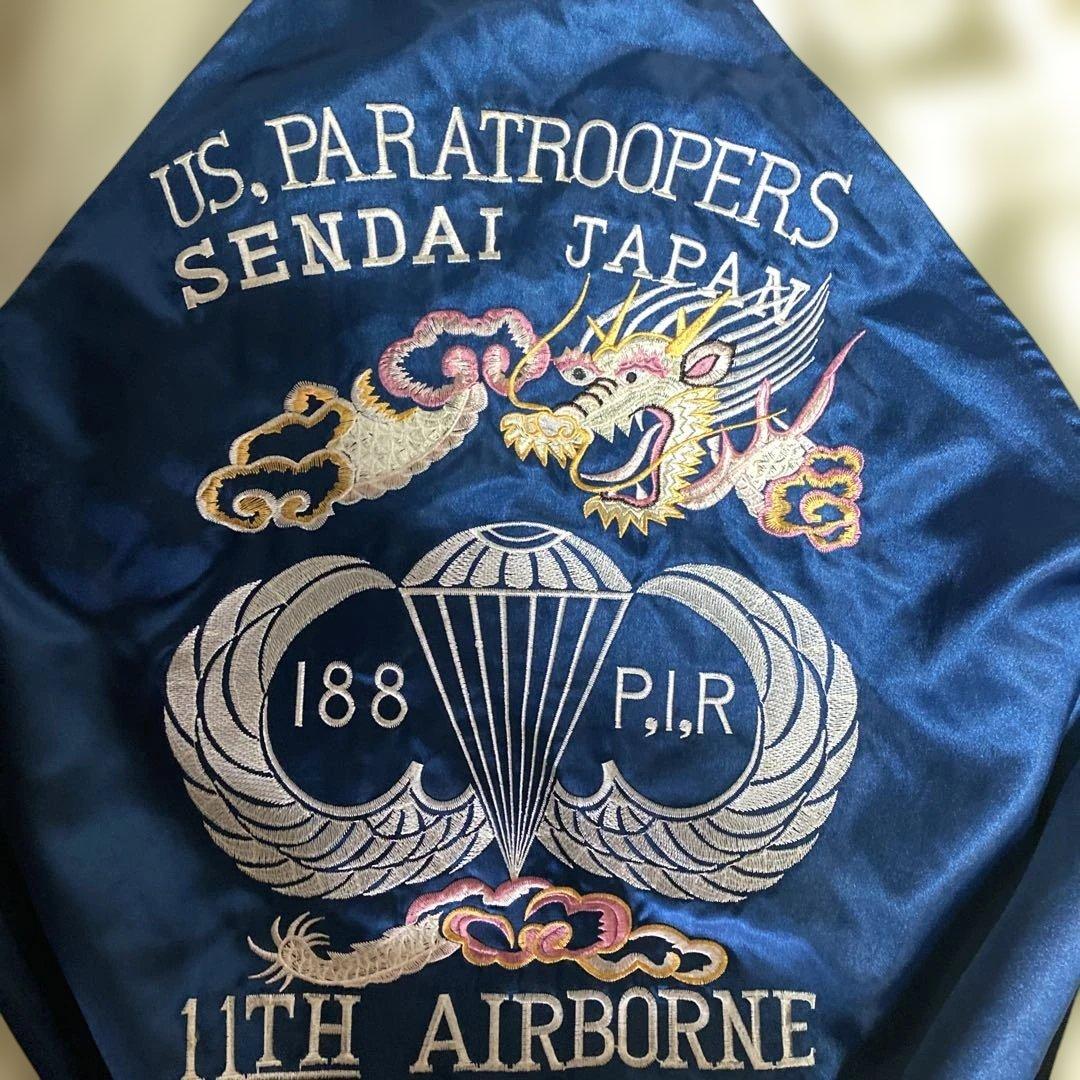 US, PARATROOPERS
SENDAI JAPAN
188 P,I,R
11TH AIRBORNE